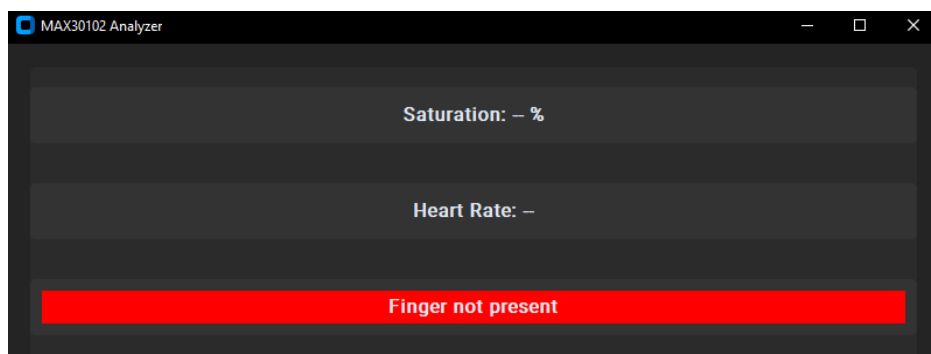 MAX30102 Analyzer
Saturation: -- %
Heart Rate: --
Finger not present